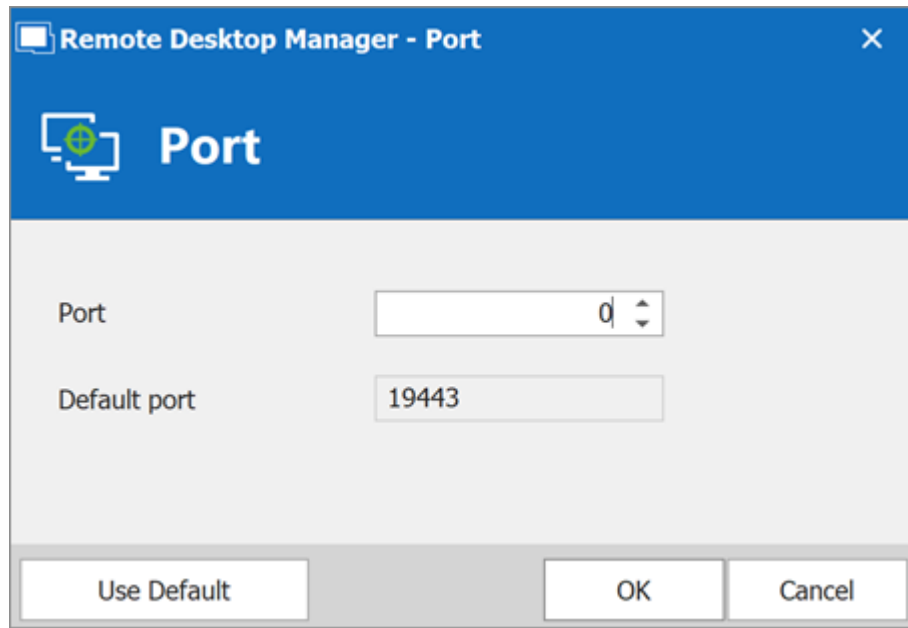 Remote Desktop Manager - Port
Port
Port 0
Default port 19443
Use Default OK Cancel